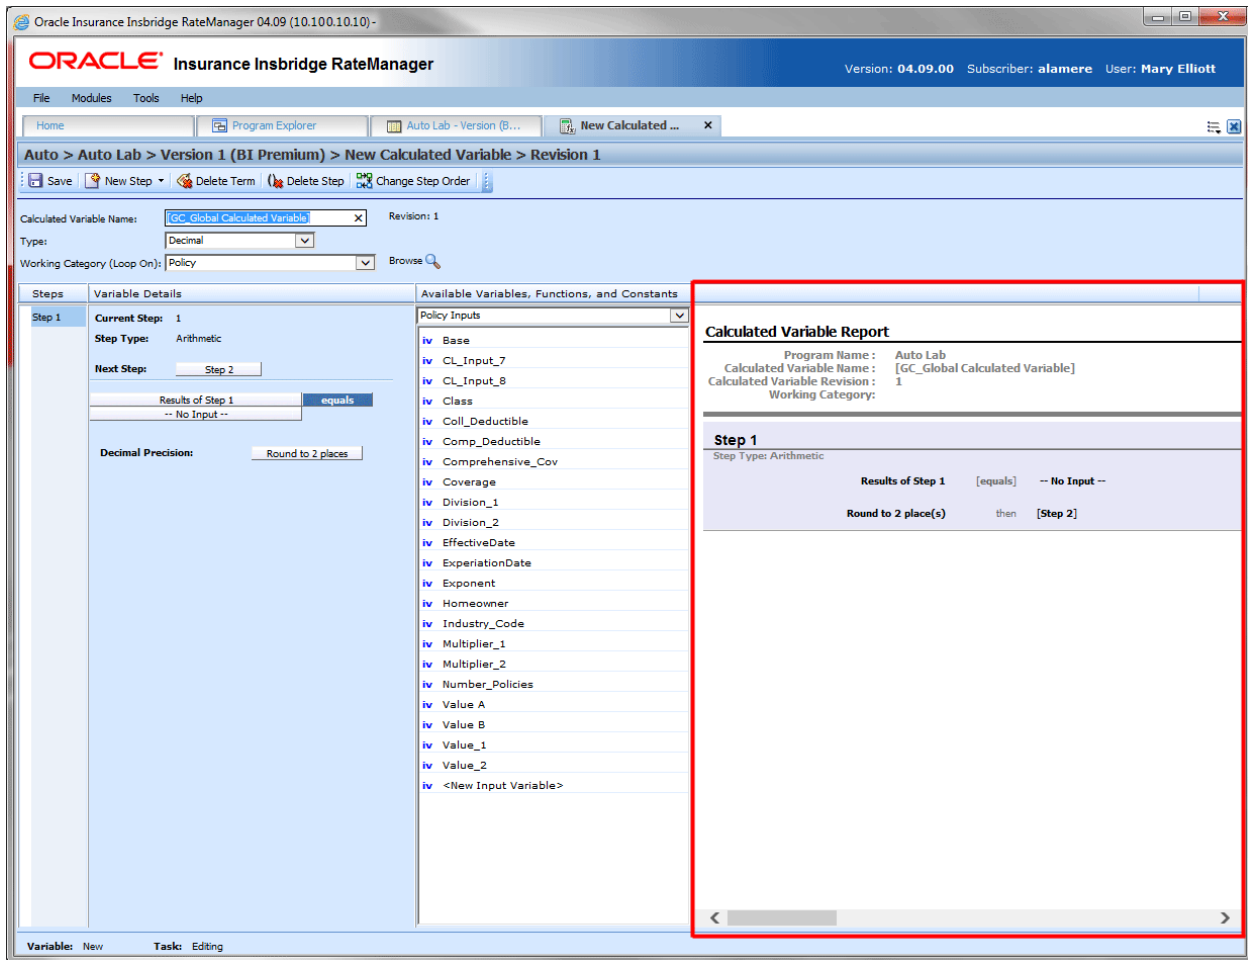 Oracle Insurance Insbridge RateManager 04.09 (10.100.10.10) -
ORACLE Insurance Insbridge RateManager
Version: 04.09.00 Subscriber: alamere User: Mary Elliott
File Modules Tools Help
Home Program Explorer Auto Lab - Version (B... New Calculated ...
Auto > Auto Lab > Version 1 (BI Premium) > New Calculated Variable > Revision 1
Save New Step Delete Term Delete Step Change Step Order
Calculated Variable Name: [GC_Global Calculated Variable] Revision: 1
Type: Decimal
Working Category (Loop On): Policy Browse
Steps Variable Details Available Variables, Functions, and Constants
Step 1
Current Step: 1
Step Type: Arithmetic
Next Step: Step 2
Results of Step 1 equals
-- No Input --
Decimal Precision: Round to 2 places
Policy Inputs
iv Base
iv CL_Input_7
iv CL_Input_8
iv Class
iv Coll_Deductible
iv Comp_Deductible
iv Comprehensive_Cov
iv Coverage
iv Division_1
iv Division_2
iv EffectiveDate
iv ExperiationDate
iv Exponent
iv Homeowner
iv Industry_Code
iv Multiplier_1
iv Multiplier_2
iv Number_Policies
iv Value A
iv Value B
iv Value_1
iv Value_2
iv <New Input Variable>
Calculated Variable Report
Program Name : Auto Lab
Calculated Variable Name : [GC_Global Calculated Variable]
Calculated Variable Revision : 1
Working Category:
Step 1
Step Type: Arithmetic
Results of Step 1 [equals] -- No Input --
Round to 2 place(s) then [Step 2]
Variable: New Task: Editing